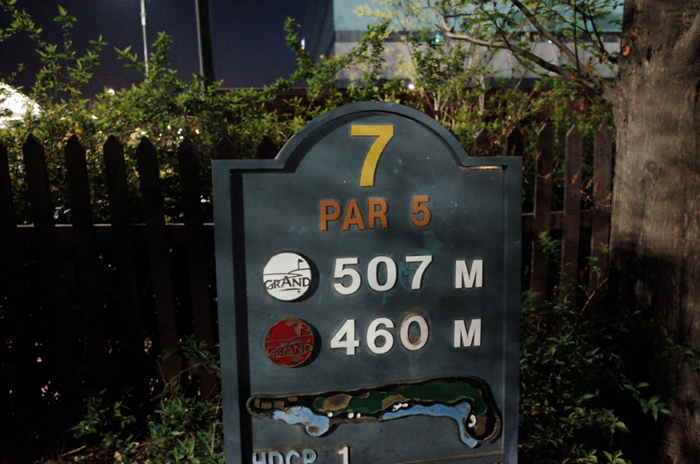 7
PAR 5
GRAND 507 M
GRAND 460 M
HDCP 1